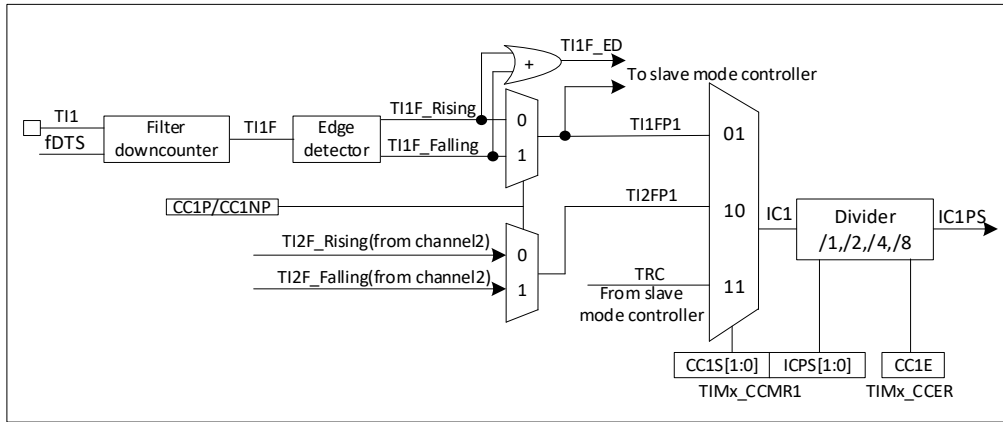 TI1F_ED
+
To slave mode controller
TI1
fDTS
Filter
downcounter
TI1F
Edge
detector
TI1F_Rising
TI1F_Falling
0
1
TI1FP1
01
CC1P/CC1NP
TI2FP1
10
IC1
Divider
/1,/2,/4,/8
IC1PS
TI2F_Rising(from channel2)
TI2F_Falling(from channel2)
0
1
TRC
From slave
mode controller
11
CC1S[1:0]
ICPS[1:0]
CC1E
TIMx_CCMR1
TIMx_CCER